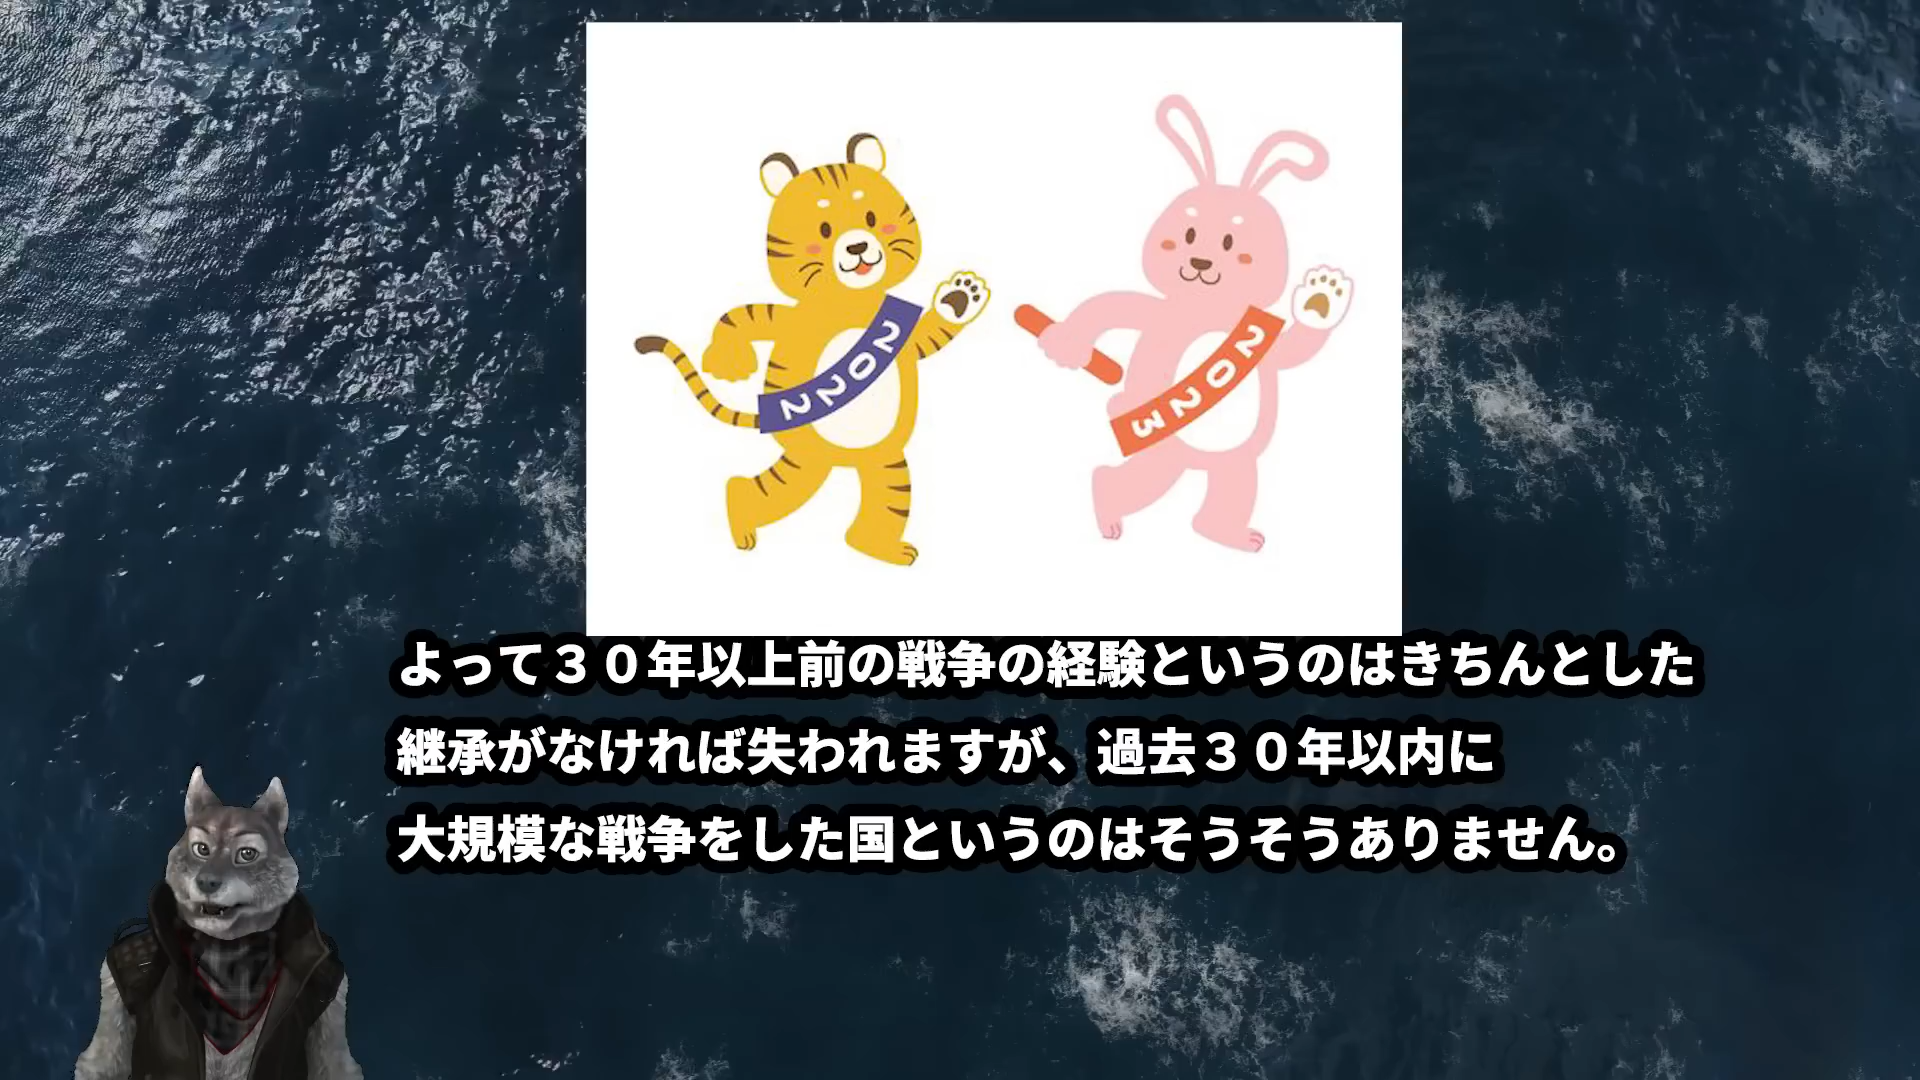 2022
2023
よって３０年以上前の戦争の経験というのはきちんとした
継承がなければ失われますが、過去３０年以内に
大規模な戦争をした国というのはそうそうありません。